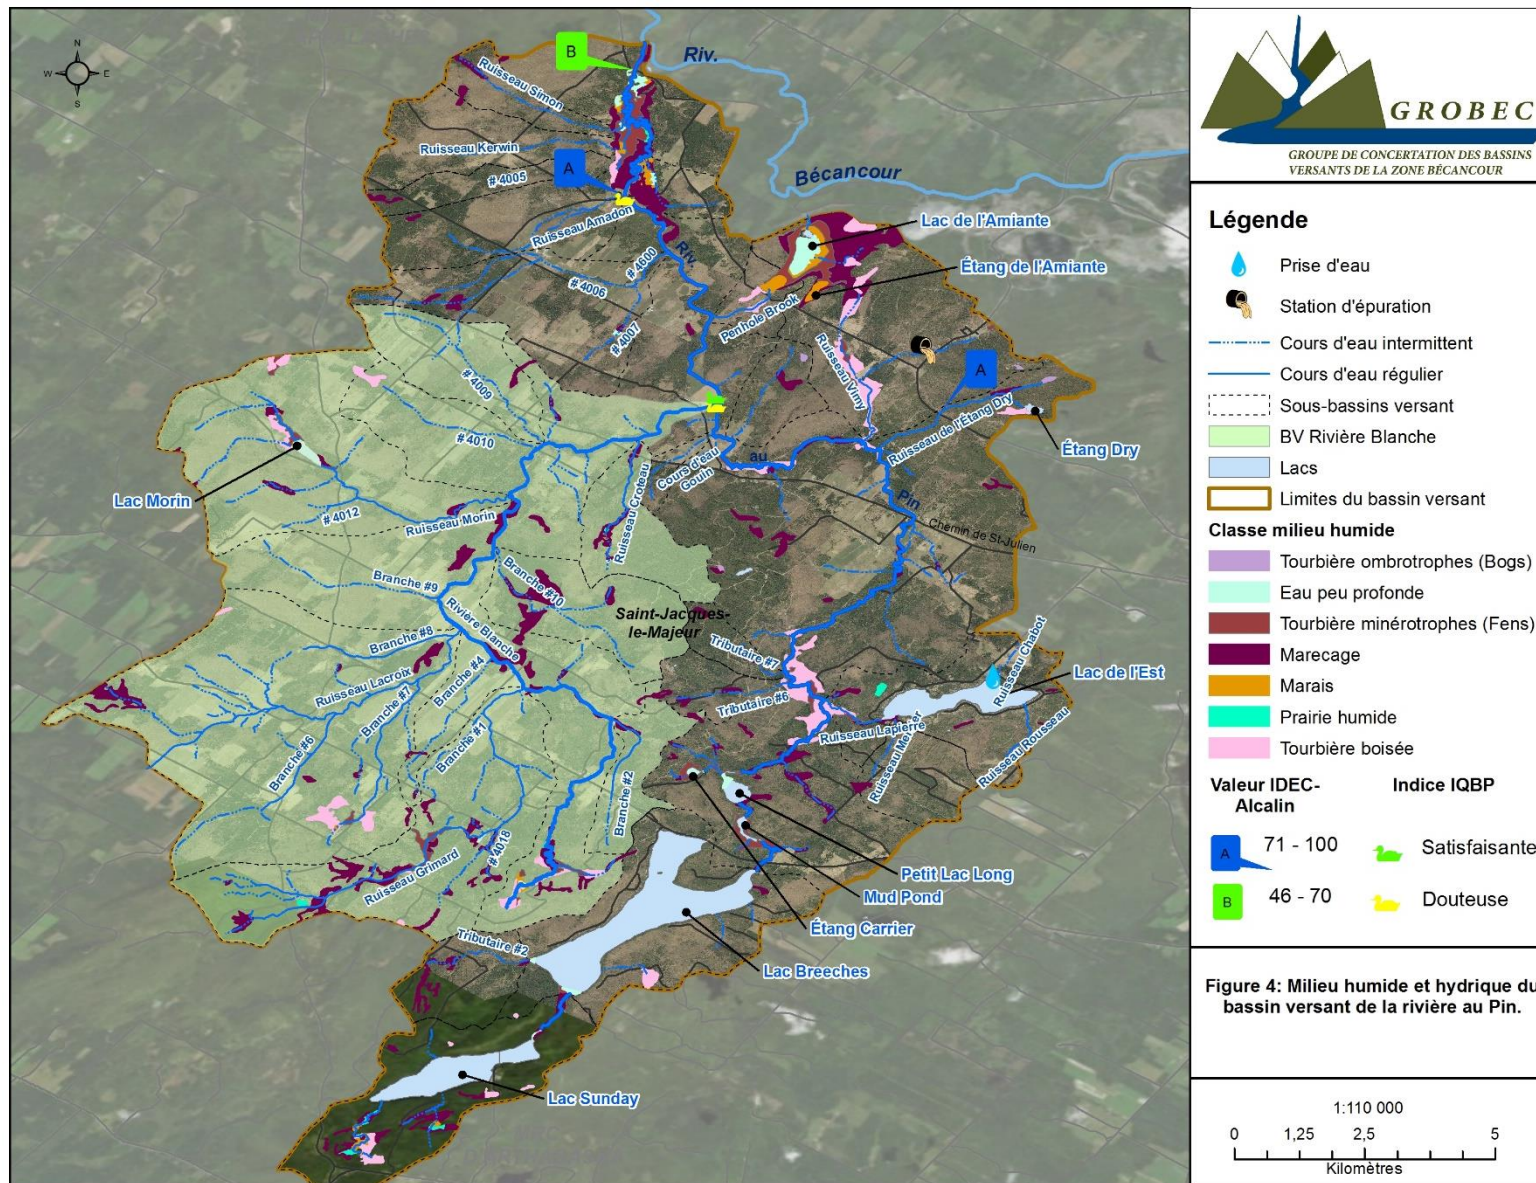 N
W E
S
B
Riv.
Ruisseau Simon
Ruisseau Kerwin
# 4005
A
Bécancour
Ruisseau Amadon
Riv
# 4600
# 4006
# 4007
Lac de l'Amiante
Étang de l'Amiante
Penhole Brook
Ruisseau Vimy
A
Ruisseau de l'Étang Dry
Étang Dry
# 4009
# 4010
Cours d'eau
Gouin
au
Pin
Chemin de St-Julien
Lac Morin
# 4012
Ruisseau Morin
Ruisseau Croteau
Branche #9
Branche #10
Rivière Blanche
Saint-Jacques-
le-Majeur
Branche #8
Ruisseau Lacroix
Branche #7
Branche #4
Branche #1
Branche #6
Branche #2
Tributaire #7
Tributaire #6
Ruisseau Chabot
Lac de l'Est
Ruisseau Lapierre
Ruisseau Mercier
Ruisseau Rousseau
# 4018
Ruisseau Grimard
Petit Lac Long
Mud Pond
Étang Carrier
Tributaire #2
Lac Breeches
Lac Sunday
GROBEC
GROUPE DE CONCERTATION DES BASSINS
VERSANTS DE LA ZONE BÉCANCOUR
Légende
Prise d'eau
Station d'épuration
Cours d'eau intermittent
Cours d'eau régulier
Sous-bassins versant
BV Rivière Blanche
Lacs
Limites du bassin versant
Classe milieu humide
Tourbière ombrotrophes (Bogs)
Eau peu profonde
Tourbière minérotrophes (Fens)
Marecage
Marais
Prairie humide
Tourbière boisée
Valeur IDEC- Indice IQBP
Alcalin
A 71 - 100 Satisfaisante
B 46 - 70 Douteuse
Figure 4: Milieu humide et hydrique du
bassin versant de la rivière au Pin.
1:110 000
0 1,25 2,5 5
Kilomètres